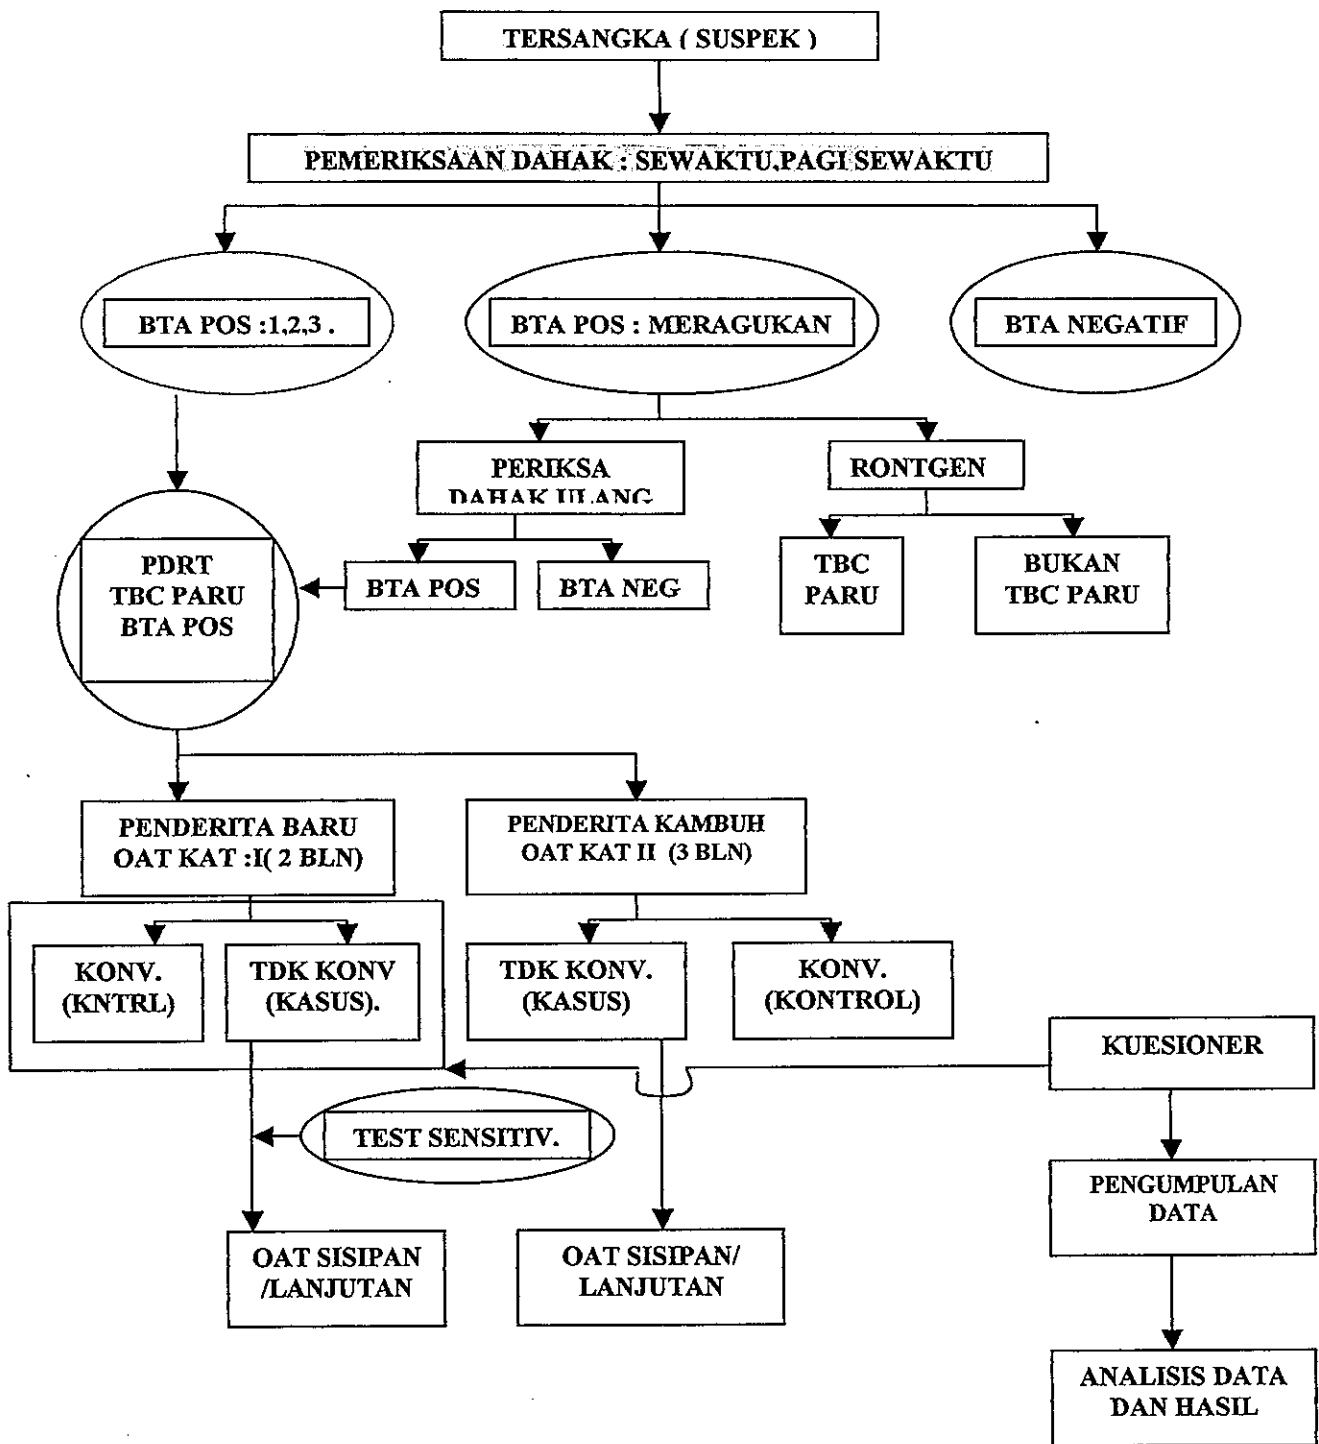 TERSANGKA ( SUSPEK )
PEMERIKSAAN DAHAK : SEWAKTU,PAGI SEWAKTU
BTA POS :1,2,3 .
BTA POS : MERAGUKAN
BTA NEGATIF
PERIKSA
DAHAK ULANG
RONTGEN
PDRT
TBC PARU
BTA POS
BTA POS
BTA NEG
TBC
PARU
BUKAN
TBC PARU
PENDERITA BARU
OAT KAT :I( 2 BLN)
PENDERITA KAMBUH
OAT KAT II (3 BLN)
KONV.
(KNTRL)
TDK KONV
(KASUS).
TDK KONV.
(KASUS)
KONV.
(KONTROL)
KUESIONER
TEST SENSITIV.
PENGUMPULAN
DATA
OAT SISIPAN
/LANJUTAN
OAT SISIPAN/
LANJUTAN
ANALISIS DATA
DAN HASIL